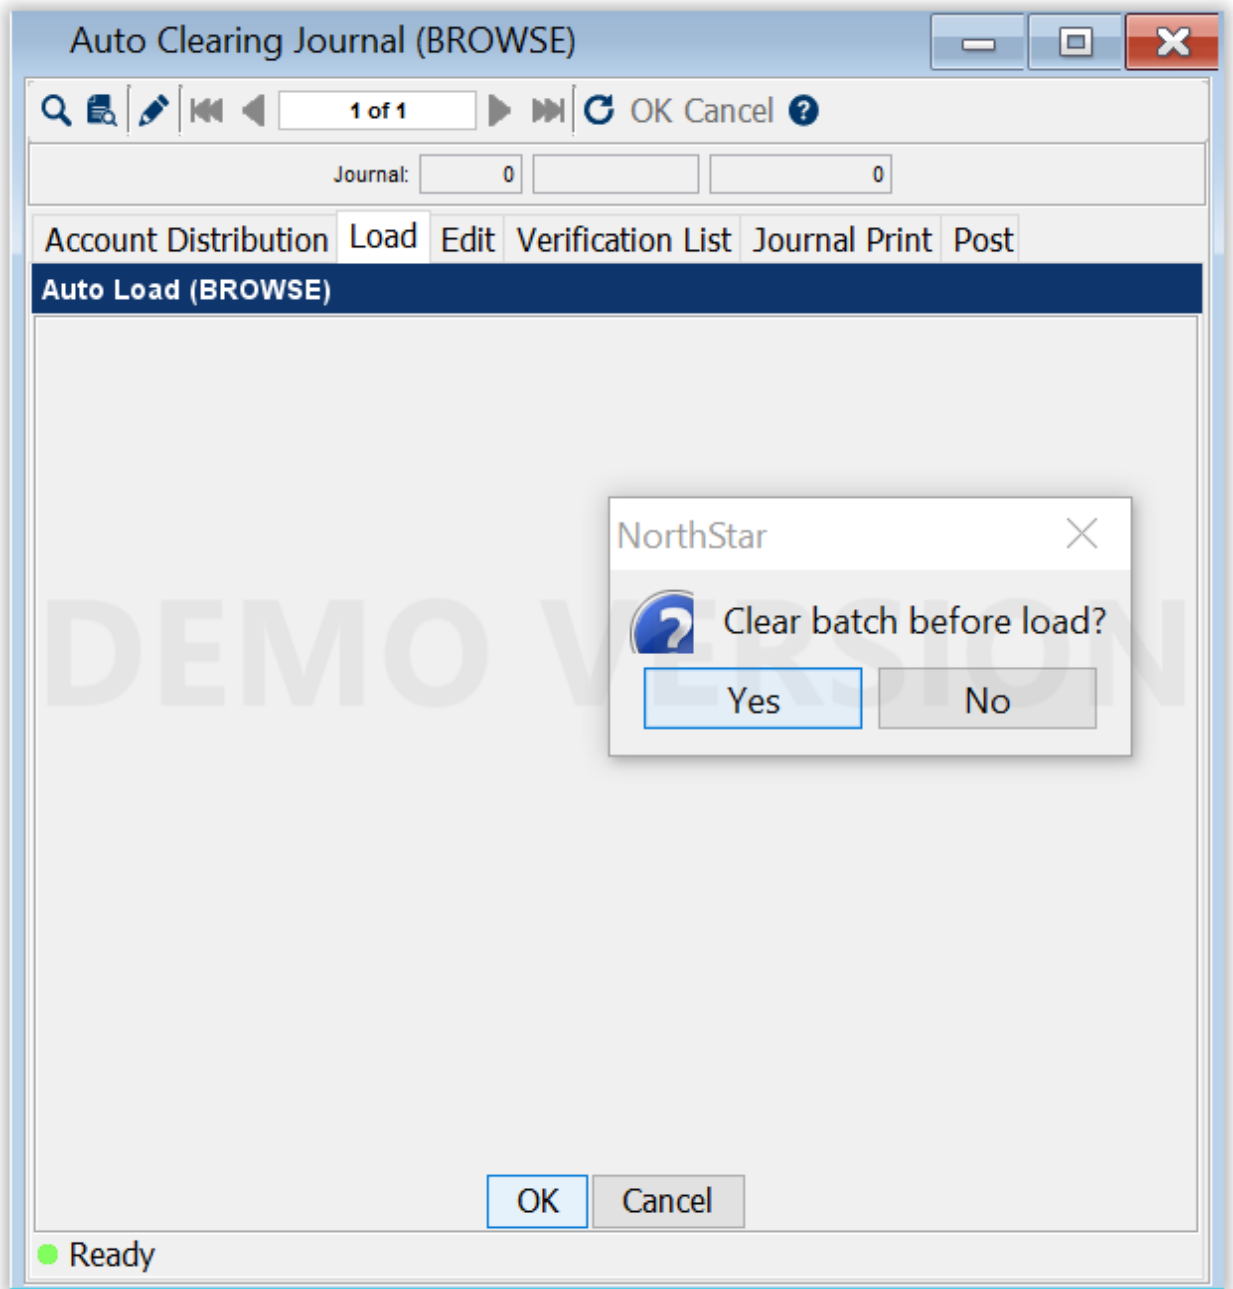 Auto Clearing Journal (BROWSE)
1 of 1 OK Cancel ?
Journal: 0 0
Account Distribution Load Edit Verification List Journal Print Post
Auto Load (BROWSE)
NorthStar
? Clear batch before load?
DEMO VERSION
Yes No
OK Cancel
Ready